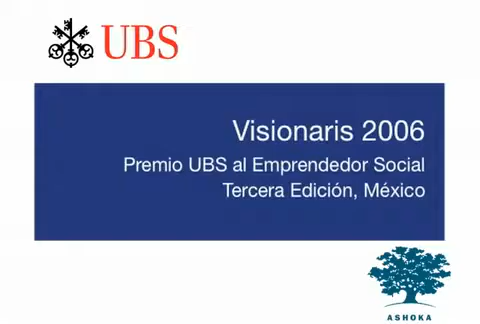 UBS
Visionaris 2006
Premio UBS al Emprendedor Social
Tercera Edición, México
ASHOKA